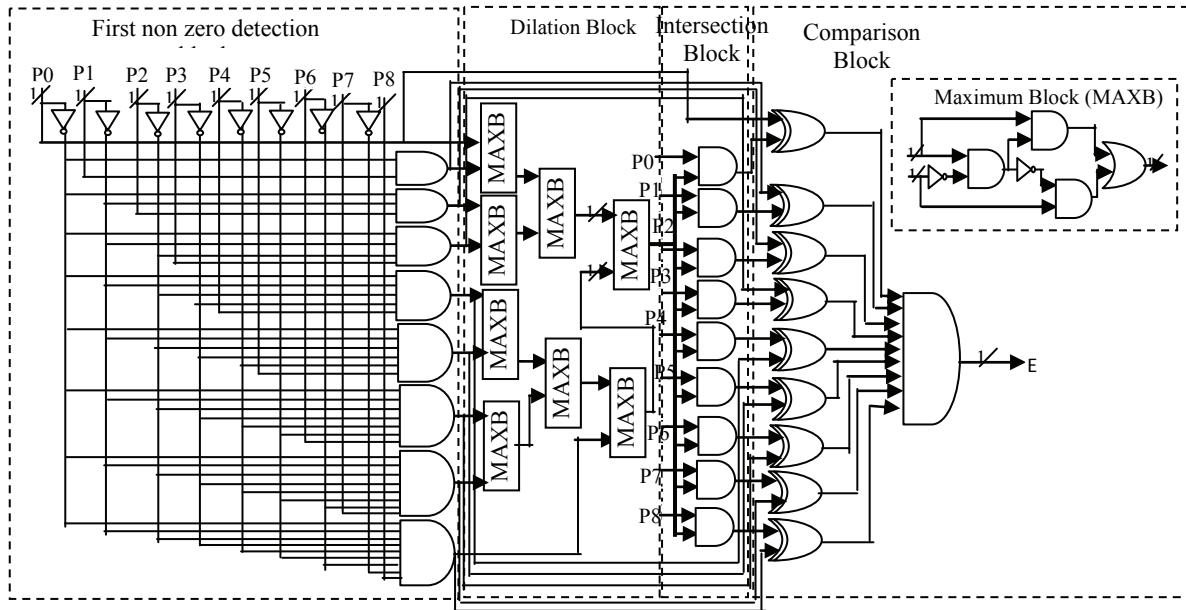 First non zero detection
Dilation Block
Intersection
Block
Comparison
Block
P0 P1 P2 P3 P4 P5 P6 P7 P8
1 1 1 1 1 1 1 1 1
Maximum Block (MAXB)
1
1
1
MAXB
MAXB
MAXB
MAXB
MAXB
MAXB
MAXB
MAXB
1
1
P0
P1
P2
P3
P4
P5
P6
P7
P8
1
E